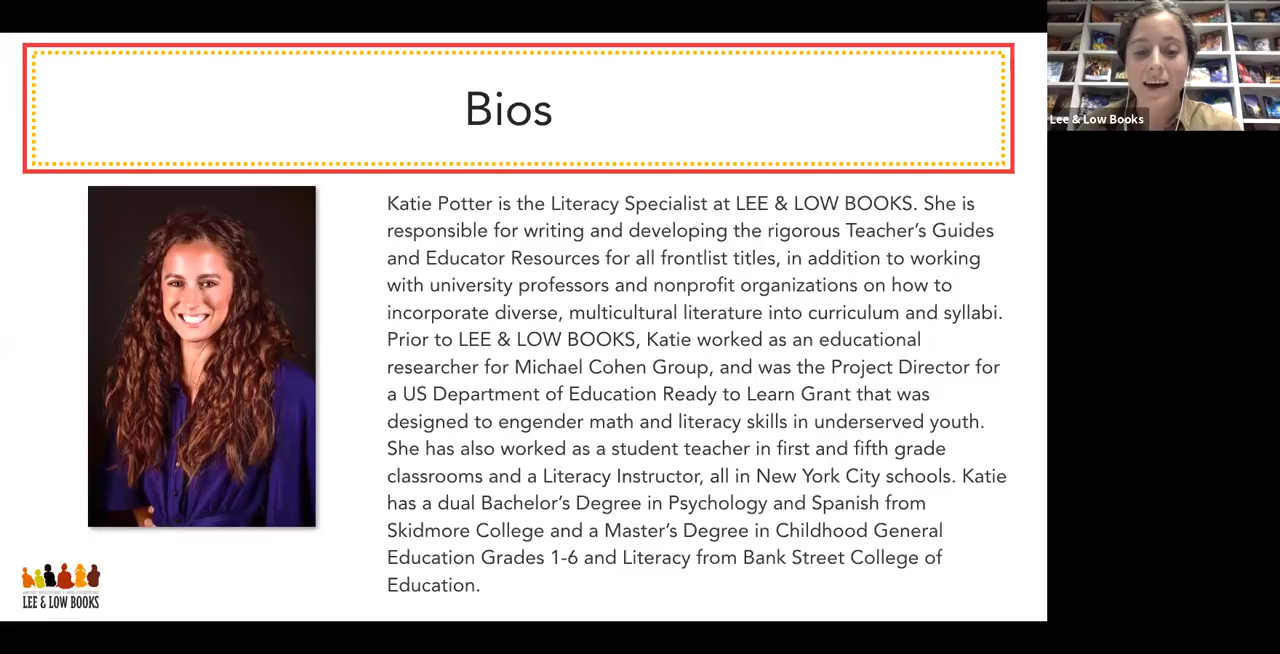 Bios
Lee & Low Books
Katie Potter is the Literacy Specialist at LEE & LOW BOOKS. She is
responsible for writing and developing the rigorous Teacher’s Guides
and Educator Resources for all frontlist titles, in addition to working
with university professors and nonprofit organizations on how to
incorporate diverse, multicultural literature into curriculum and syllabi.
Prior to LEE & LOW BOOKS, Katie worked as an educational
researcher for Michael Cohen Group, and was the Project Director for
a US Department of Education Ready to Learn Grant that was
designed to engender math and literacy skills in underserved youth.
She has also worked as a student teacher in first and fifth grade
classrooms and a Literacy Instructor, all in New York City schools. Katie
has a dual Bachelor’s Degree in Psychology and Spanish from
Skidmore College and a Master’s Degree in Childhood General
Education Grades 1-6 and Literacy from Bank Street College of
Education.
LEE & LOW BOOKS